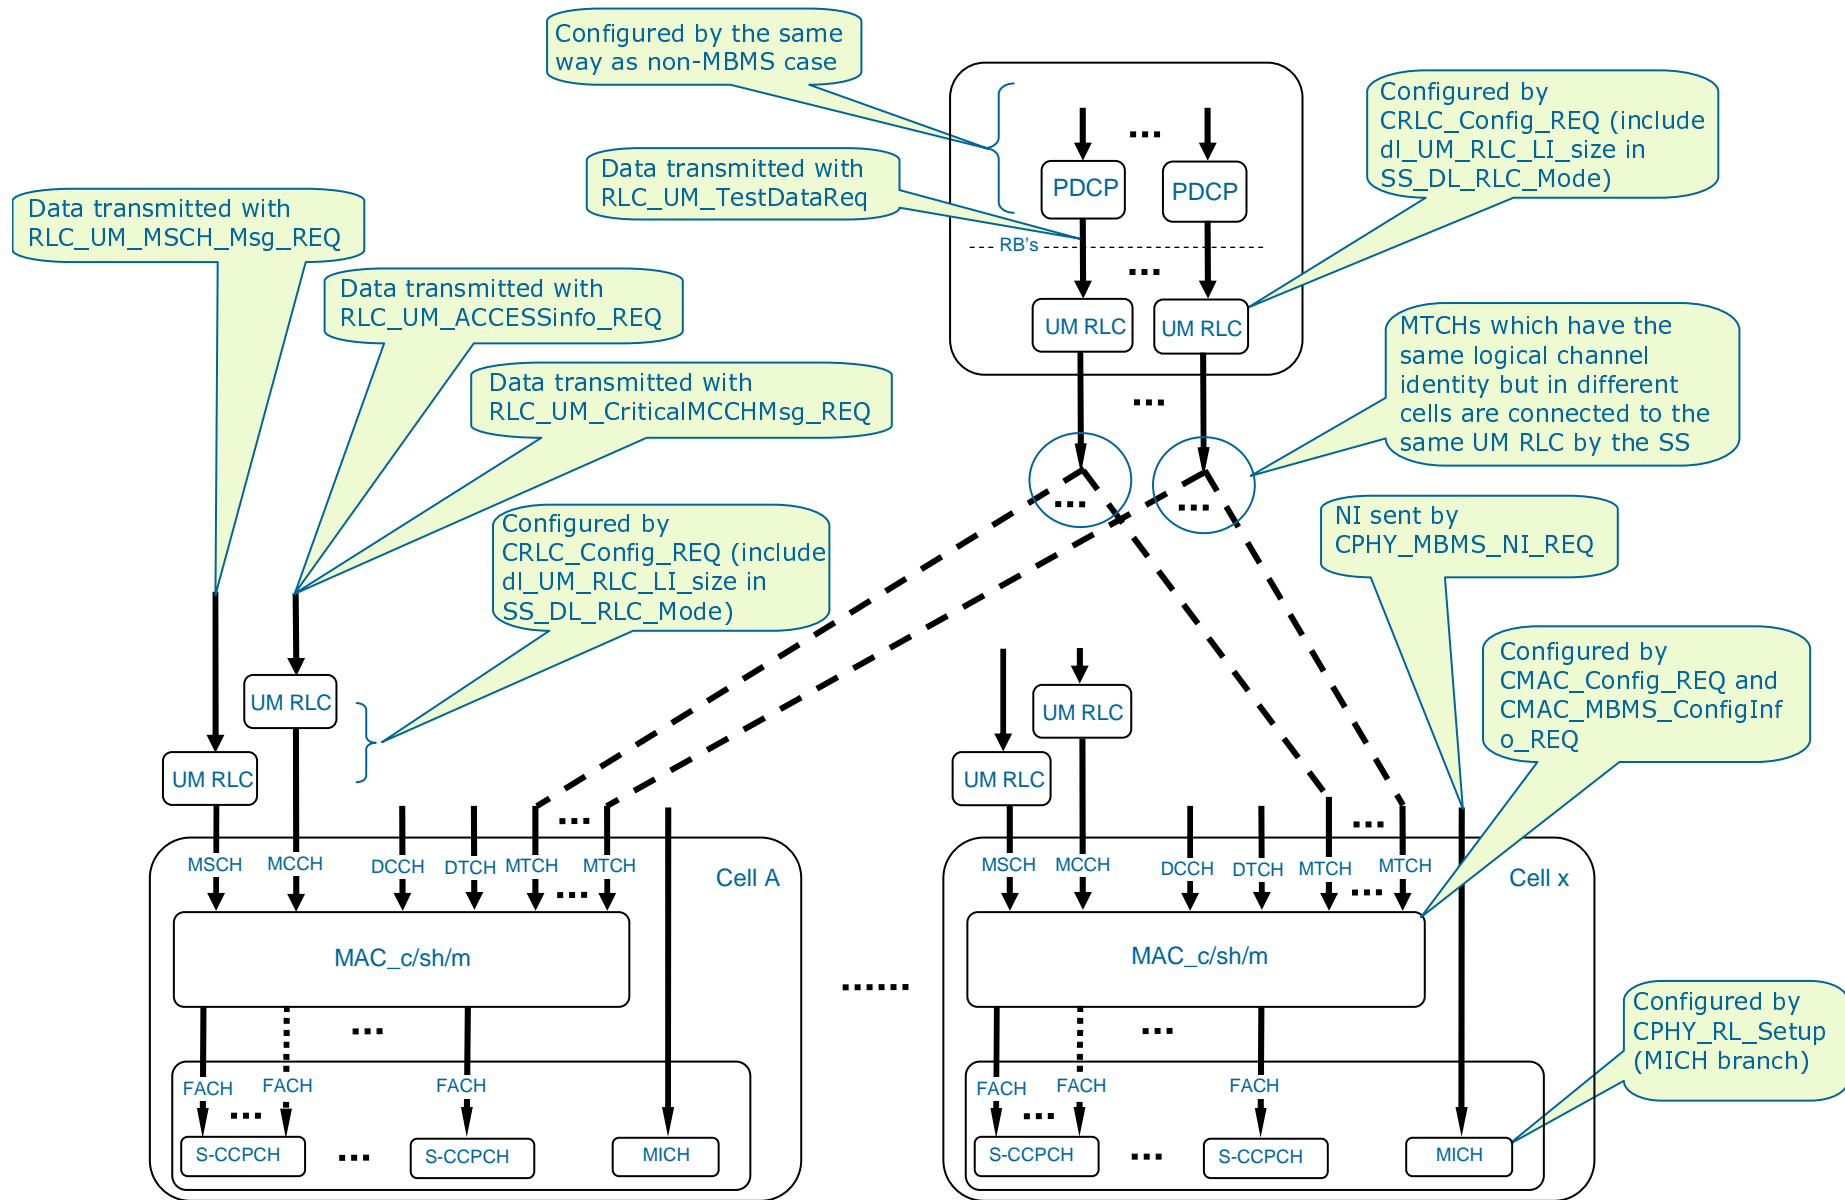 Configured by the same
way as non-MBMS case
Data transmitted with
RLC_UM_TestDataReq
Configured by
CRLC_Config_REQ (include
dl_UM_RLC_LI_size in
SS_DL_RLC_Mode)
PDCP
PDCP
RB's
UM RLC
UM RLC
Data transmitted with
RLC_UM_MSCH_Msg_REQ
Data transmitted with
RLC_UM_ACCESSinfo_REQ
Data transmitted with
RLC_UM_CriticalMCCHMsg_REQ
MTCHs which have the
same logical channel
identity but in different
cells are connected to the
same UM RLC by the SS
Configured by
CRLC_Config_REQ (include
dl_UM_RLC_LI_size in
SS_DL_RLC_Mode)
NI sent by
CPHY_MBMS_NI_REQ
Configured by
CMAC_Config_REQ and
CMAC_MBMS_ConfigInf
o_REQ
UM RLC
UM RLC
UM RLC
UM RLC
MSCH
MCCH
DCCH
DTCH
MTCH
MTCH
Cell A
MAC_c/sh/m
FACH
FACH
FACH
S-CCPCH
S-CCPCH
MICH
MSCH
MCCH
DCCH
DTCH
MTCH
MTCH
Cell x
MAC_c/sh/m
FACH
FACH
FACH
S-CCPCH
S-CCPCH
MICH
Configured by
CPHY_RL_Setup
(MICH branch)